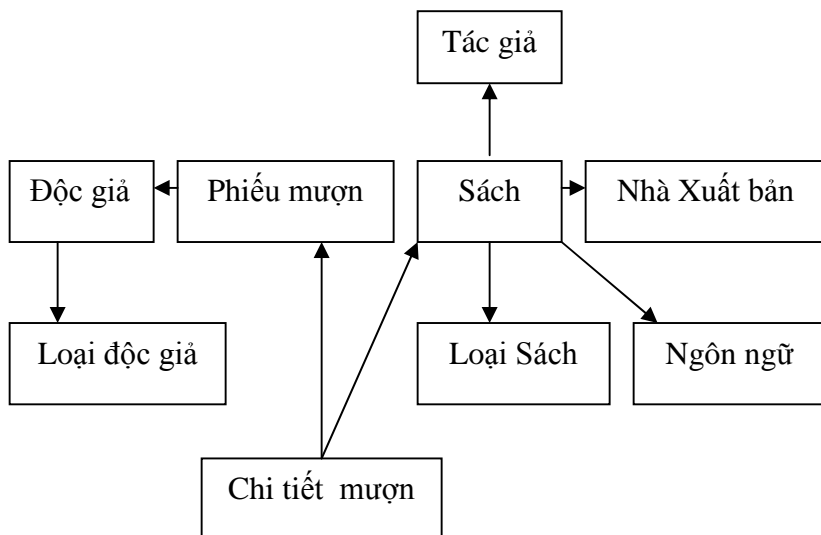 Tác giả
Độc giả
Phiếu mượn
Sách
Nhà Xuất bản
Loại độc giả
Loại Sách
Ngôn ngữ
Chi tiết mượn